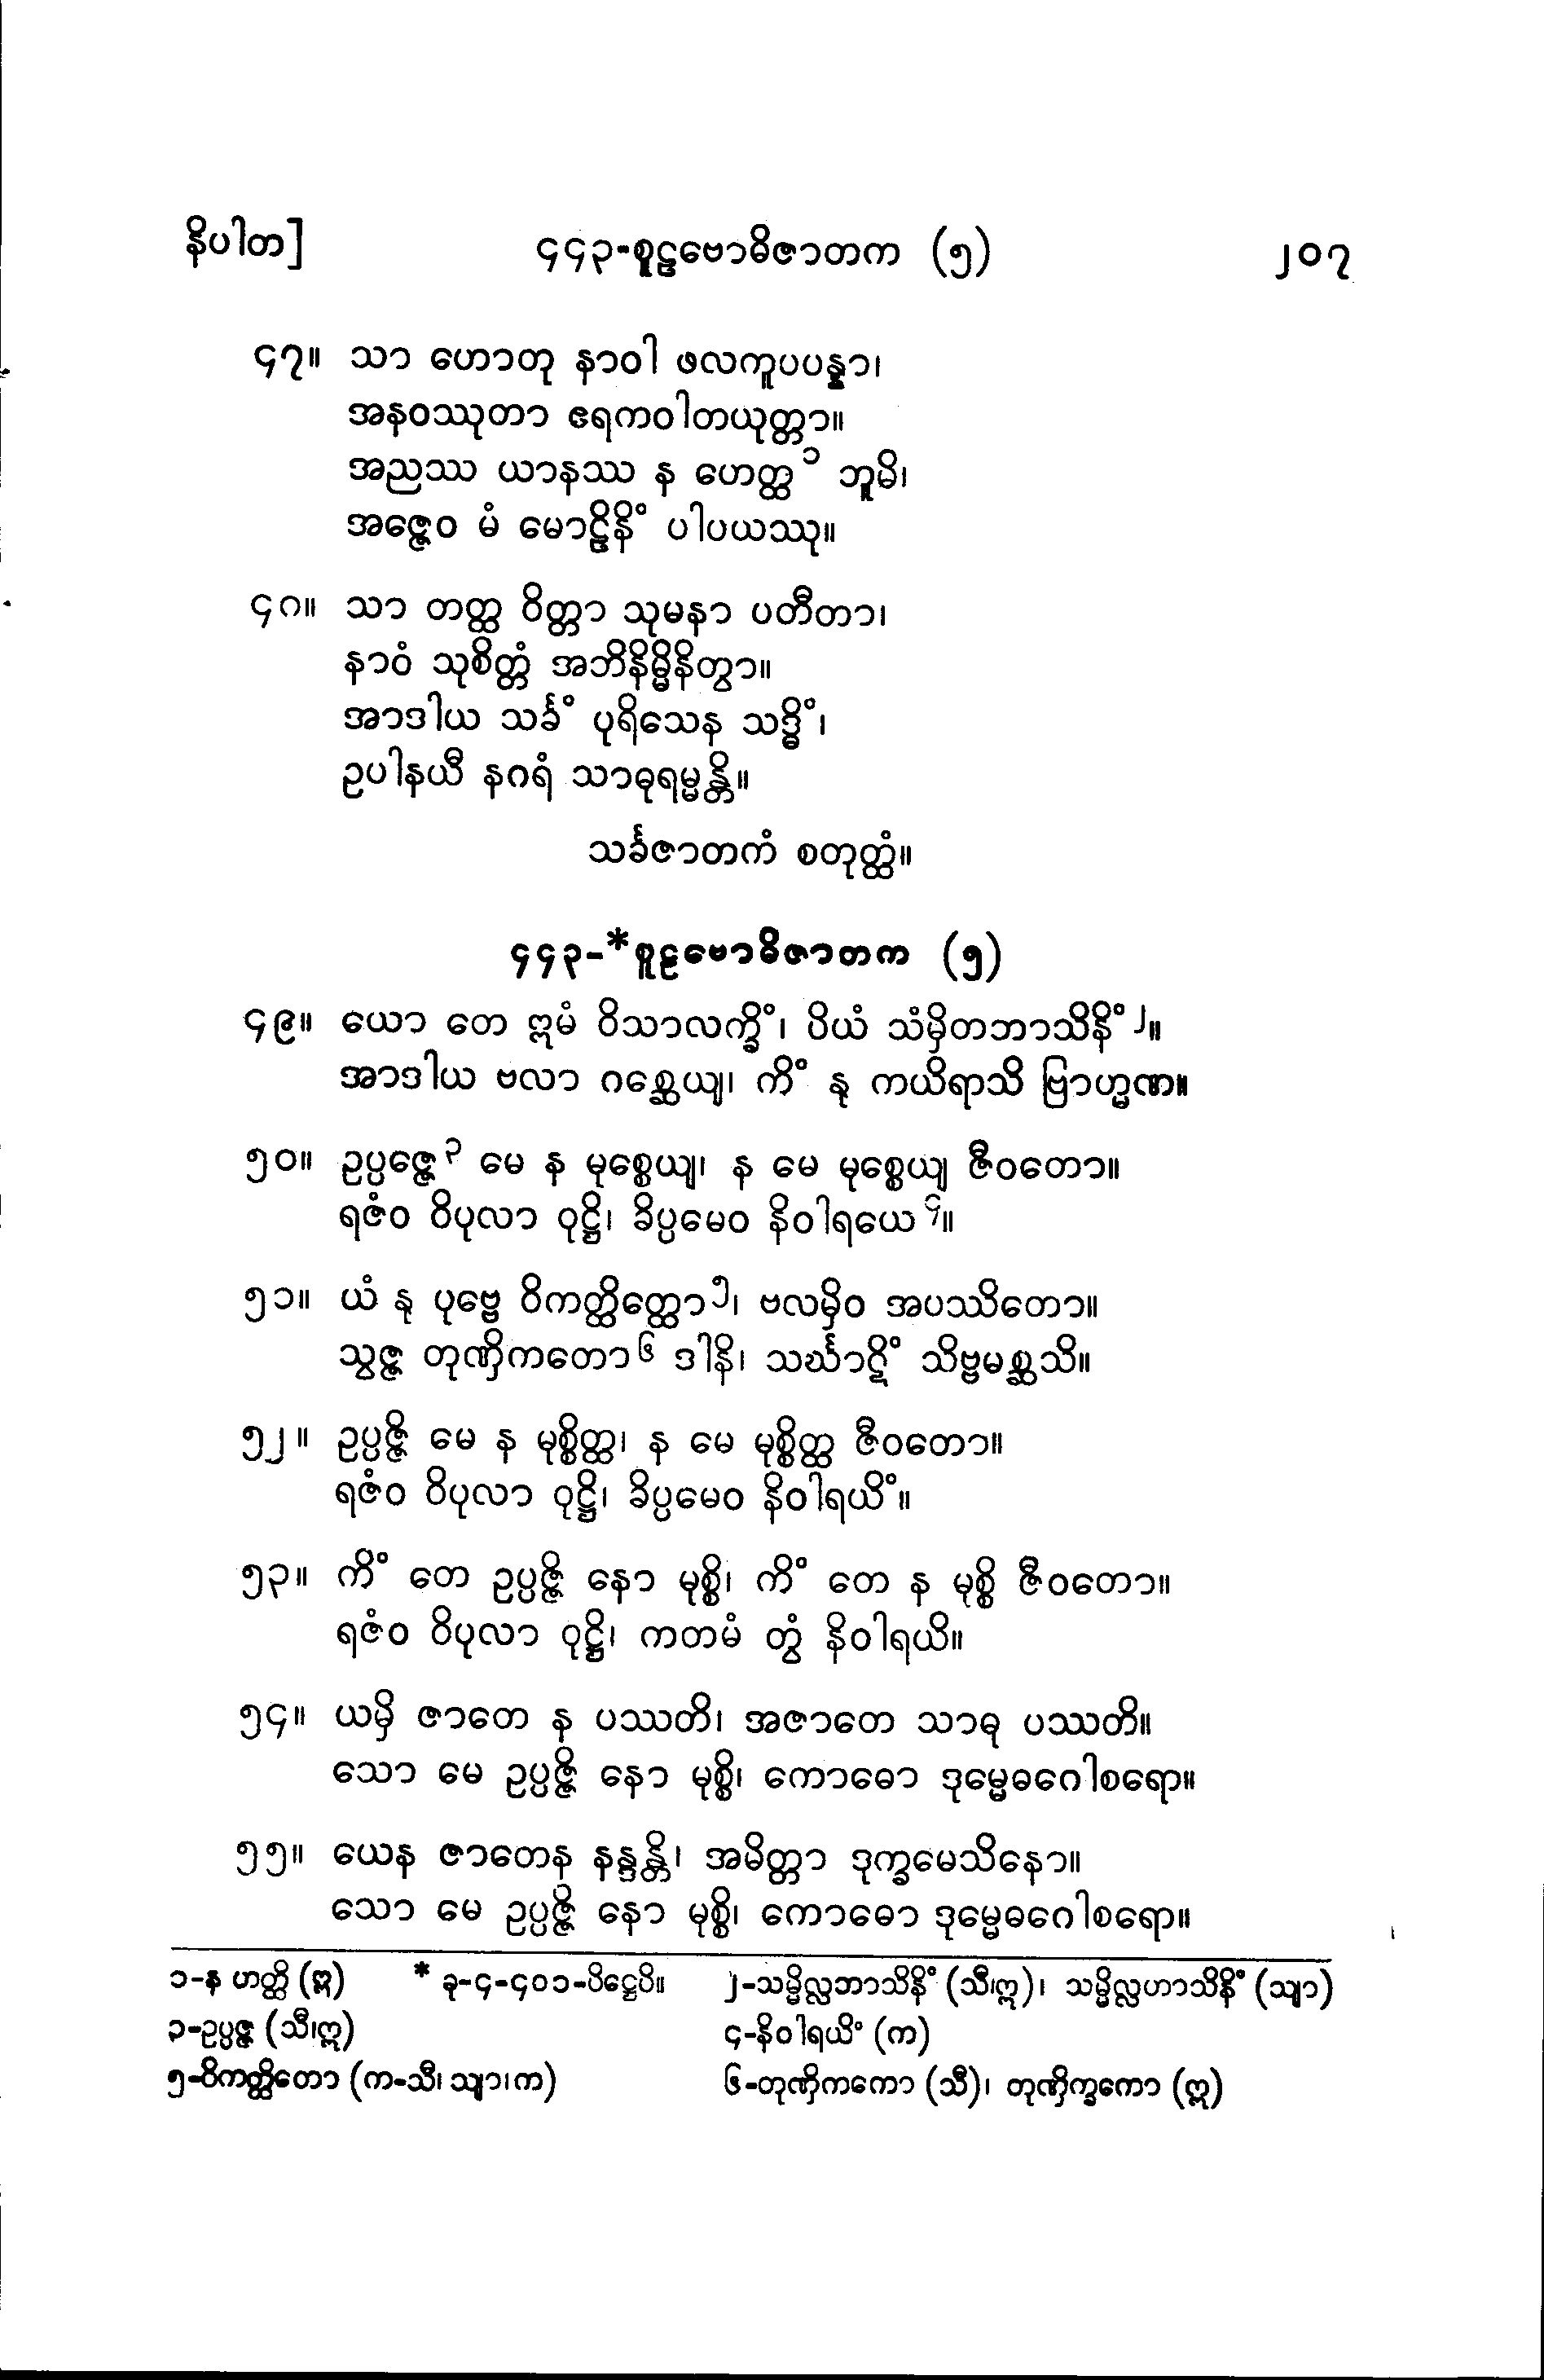 နိပါတ] ၄၄၃-စူဠဗောဓိဇာတက (၅) ၂၀၇
၄၇။ သာ ဟောတု နာဝါ ဖလကူပပန္နာ၊
အနဝဿုတာ ဧရကဝါတယုတ္တာ။
အညဿ ယာနဿ န ဟေတ္ထ ၁ ဘူမိ၊
အဇ္ဇေဝ မံ မောဠိနိံ ပါပယဿု။
၄၈။ သာ တတ္ထ ဝိတ္တာ သုမနာ ပတီတာ၊
နာဝံ သုစိတ္တံ အဘိနိမ္မိနိတွာ။
အာဒါယ သင်္ခံ ပုရိသေန သဒ္ဓိံ၊
ဥပါနယီ နဂရံ သာဓုရမ္မန္တိ။
သင်္ခဇာတကံ စတုတ္ထံ။
၄၄၃-*စူဠဗောဓိဇာတက (၅)
၄၉။ ယော တေ ဣမံ ဝိသာလက္ခိံ၊ ပိယံ သံမှိတဘာသိနိံ ၂။
အာဒါယ ဗလာ ဂစ္ဆေယျ၊ ကိံ နု ကယိရာသိ ဗြာဟ္မဏ။
၅၀။ ဥပ္ပဇ္ဇေ ၃ မေ န မုစ္စေယျ၊ န မေ မုစ္စေယျ ဇီဝတော။
ရဇံဝ ဝိပုလာ ဝုဋ္ဌိ၊ ခိပ္ပမေဝ နိဝါရယေ ၄။
၅၁။ ယံ နု ပုဗ္ဗေ ဝိကတ္ထိတ္ထော ၅၊ ဗလမှိဝ အပဿိတော။
သွဇ္ဇ တုဏှိကတော ၆ ဒါနိ၊ သင်္ဃာဋိံ သိဗ္ဗမစ္ဆသိ။
၅၂။ ဥပ္ပဇ္ဇိ မေ န မုစ္စိတ္ထ၊ န မေ မုစ္စိတ္ထ ဇီဝတော။
ရဇံဝ ဝိပုလာ ဝုဋ္ဌိ၊ ခိပ္ပမေဝ နိဝါရယိံ။
၅၃။ ကိံ တေ ဥပ္ပဇ္ဇိ နော မုစ္စိ၊ ကိံ တေ န မုစ္စိ ဇီဝတော။
ရဇံဝ ဝိပုလာ ဝုဋ္ဌိ၊ ကတမံ တွံ နိဝါရယိ။
၅၄။ ယမှိ ဇာတေ န ပဿတိ၊ အဇာတေ သာဓု ပဿတိ။
သော မေ ဥပ္ပဇ္ဇိ နော မုစ္စိ၊ ကောဓော ဒုမ္မေဓဂေါစရော။
၅၅။ ယေန ဇာတေန နန္ဒန္တိ၊ အမိတ္တာ ဒုက္ခမေသိနော။
သော မေ ဥပ္ပဇ္ဇိ နော မုစ္စိ၊ ကောဓော ဒုမ္မေဓဂေါစရော။
၁-န ဟတ္ထိ (ဣ) * ခု-၄-၄၀၁-ပိဋ္ဌေပိ။ ၂-သမ္မိလ္လဘာသိနိံ (သီ၊ဣ)၊ သမ္မိလ္လဟာသိနိံ (သျာ)
၃-ဥပ္ပဇ္ဇ (သီ၊ဣ) ၄-နိဝါရယိံ (က)
၅-ဝိကတ္ထိတော (က-သီ၊ သျာ၊က) ၆-တုဏှိကကော (သီ)၊ တုဏှိက္ခကော (ဣ)